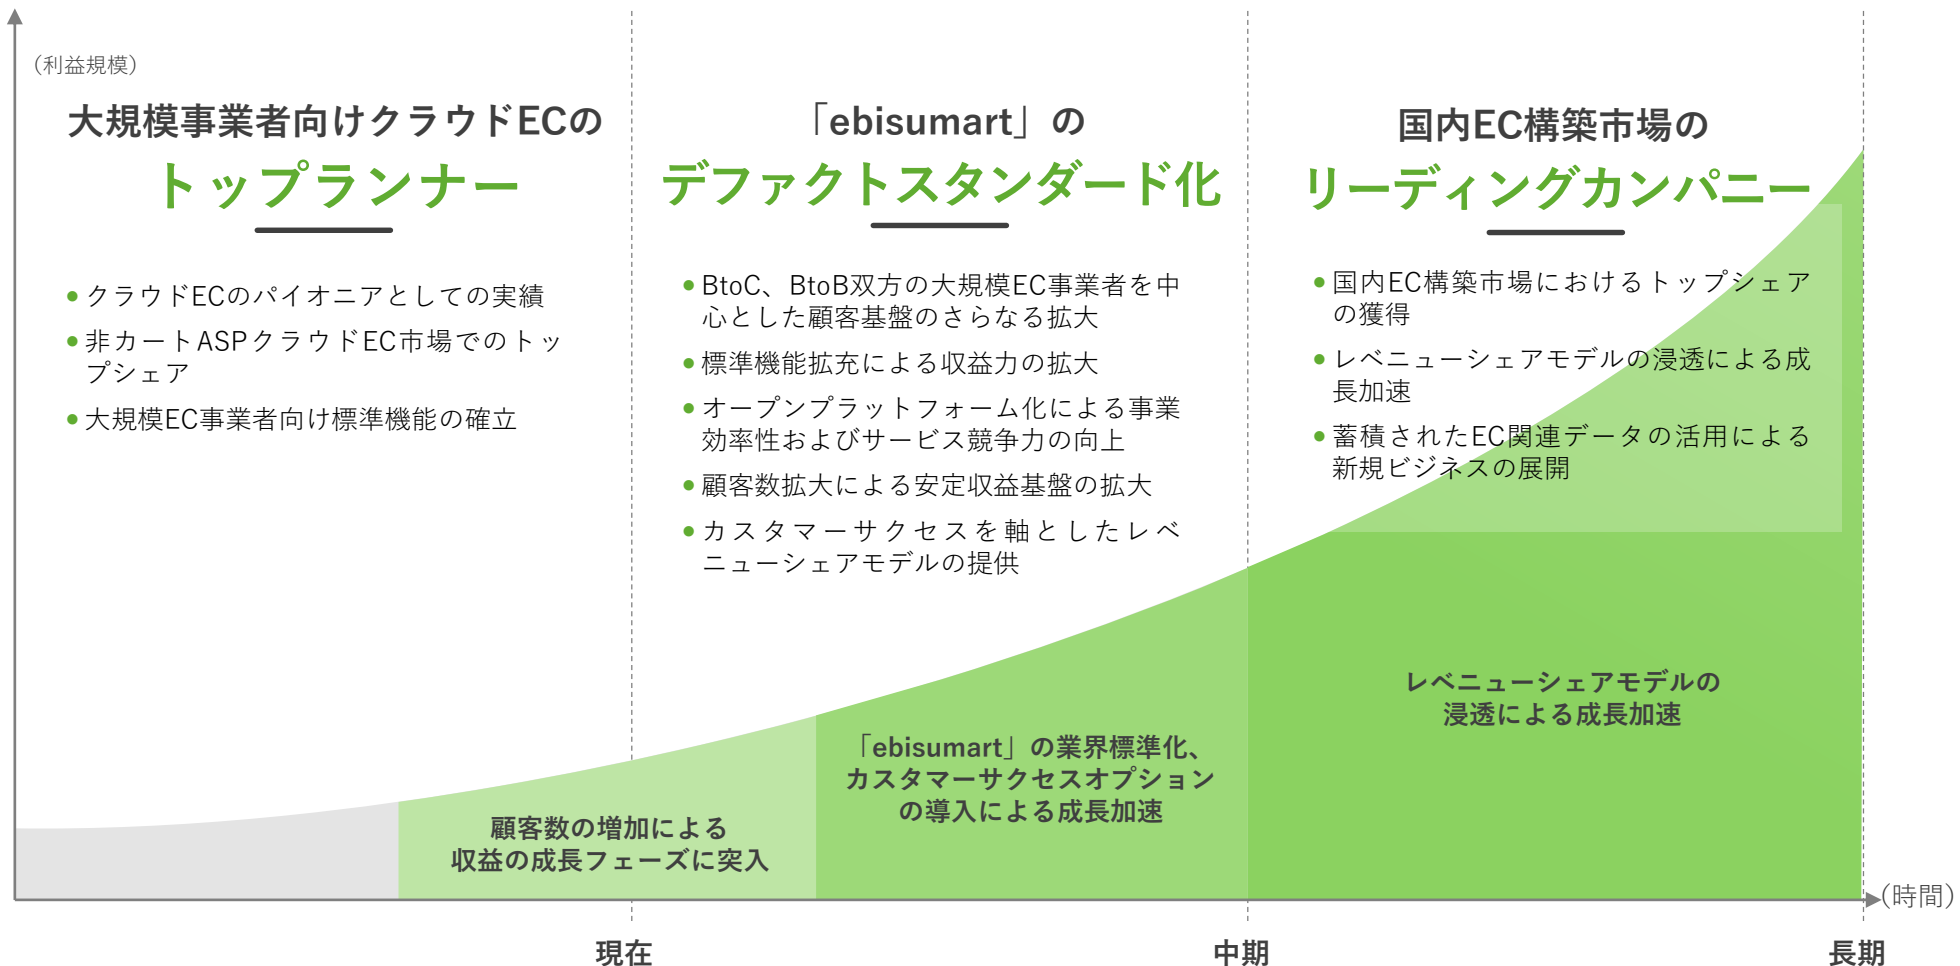 （利益規模）
大規模事業者向けクラウドECの
トップランナー
● クラウドECのパイオニアとしての実績
● 非カートASPクラウドEC市場でのトッ
プシェア
● 大規模EC事業者向け標準機能の確立
「ebisumart」の
デファクトスタンダード化
● BtoC、BtoB双方の大規模EC事業者を中
心とした顧客基盤のさらなる拡大
● 標準機能拡充による収益力の拡大
● オープンプラットフォーム化による事業
効率性およびサービス競争力の向上
● 顧客数拡大による安定収益基盤の拡大
● カスタマーサクセスを軸としたレベ
ニューシェアモデルの提供
国内EC構築市場の
リーディングカンパニー
● 国内EC構築市場におけるトップシェア
の獲得
● レベニューシェアモデルの浸透による成
長加速
● 蓄積されたEC関連データの活用による
新規ビジネスの展開
顧客数の増加による
収益の成長フェーズに突入
「ebisumart」の業界標準化、
カスタマーサクセスオプション
の導入による成長加速
レベニューシェアモデルの
浸透による成長加速
（時間）
現在
中期
長期